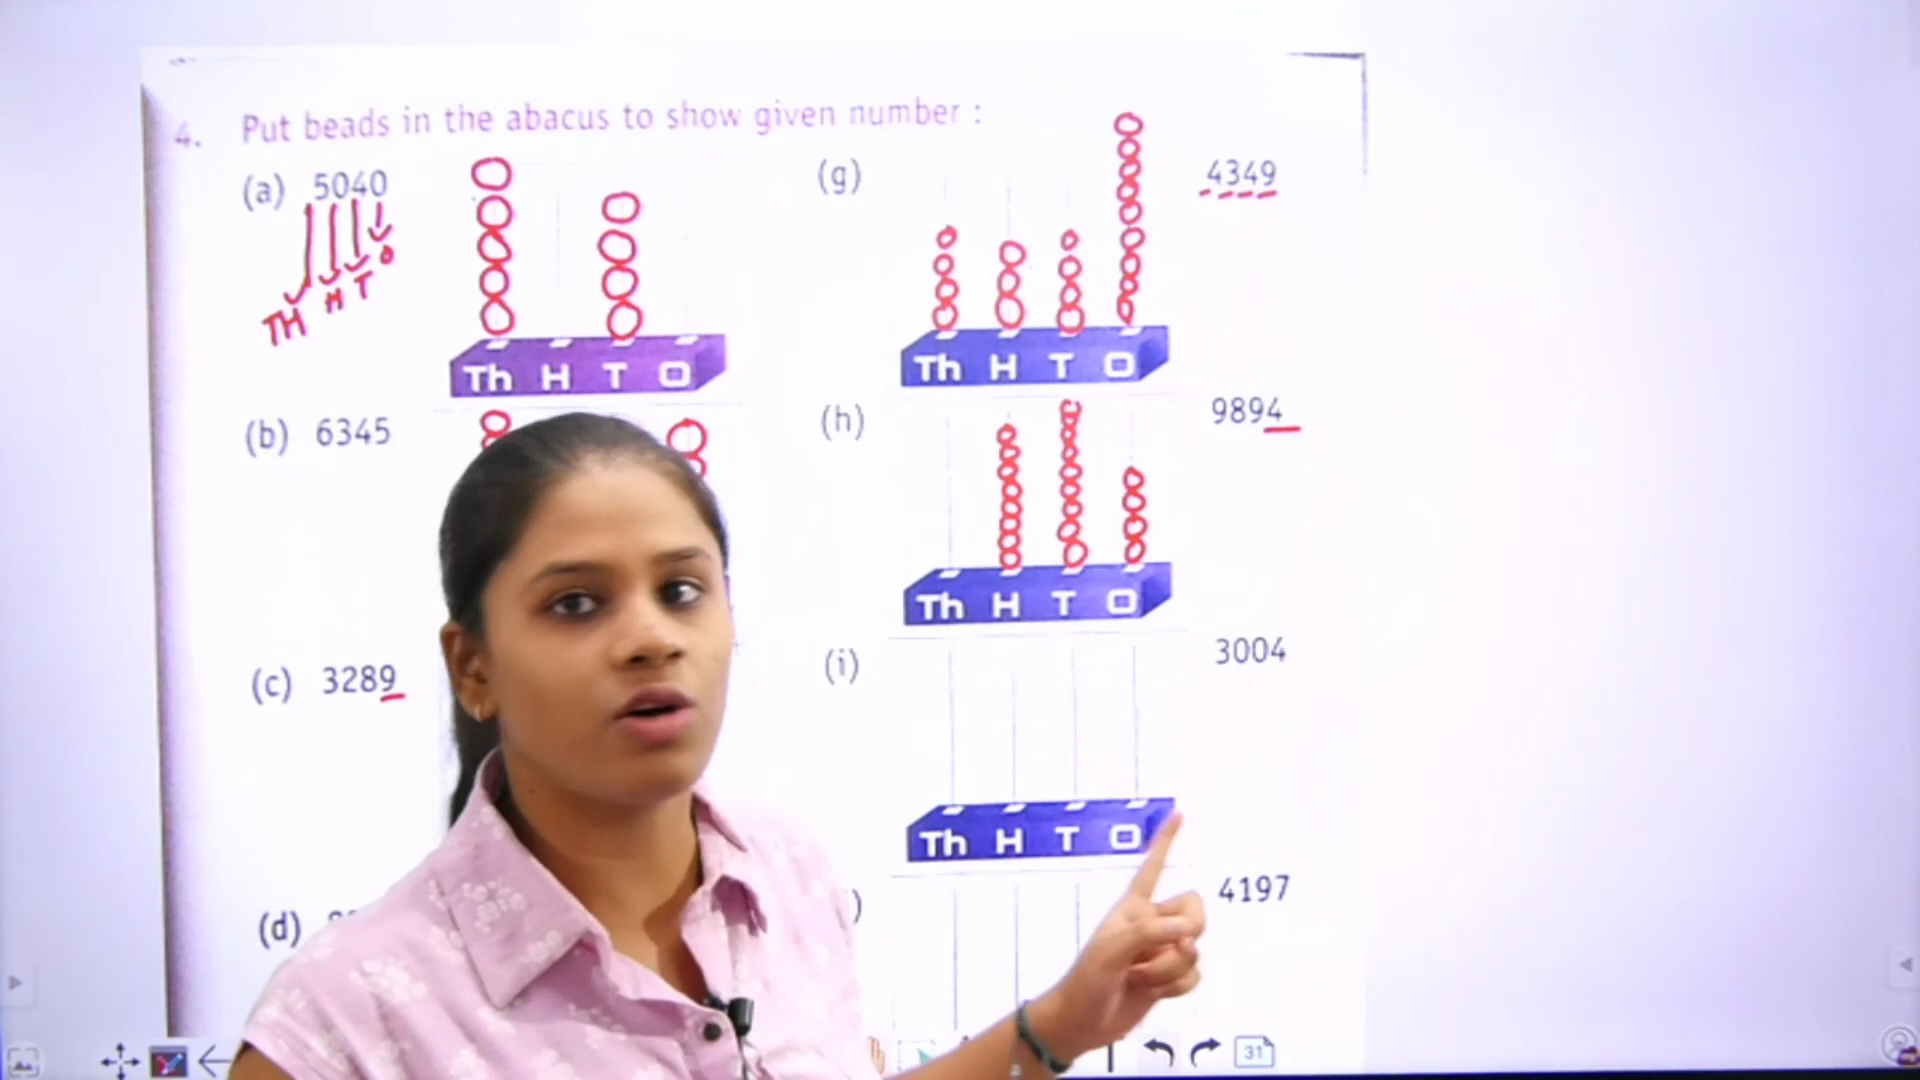 4. Put beads in the abacus to show given number :
(a) 5040
TH H T O
Th H T O
(b) 6345
(c) 3289
(d)
(g) 4349
Th H T O
(h) 9894
Th H T O
(i) 3004
Th H T O
) 4197
31